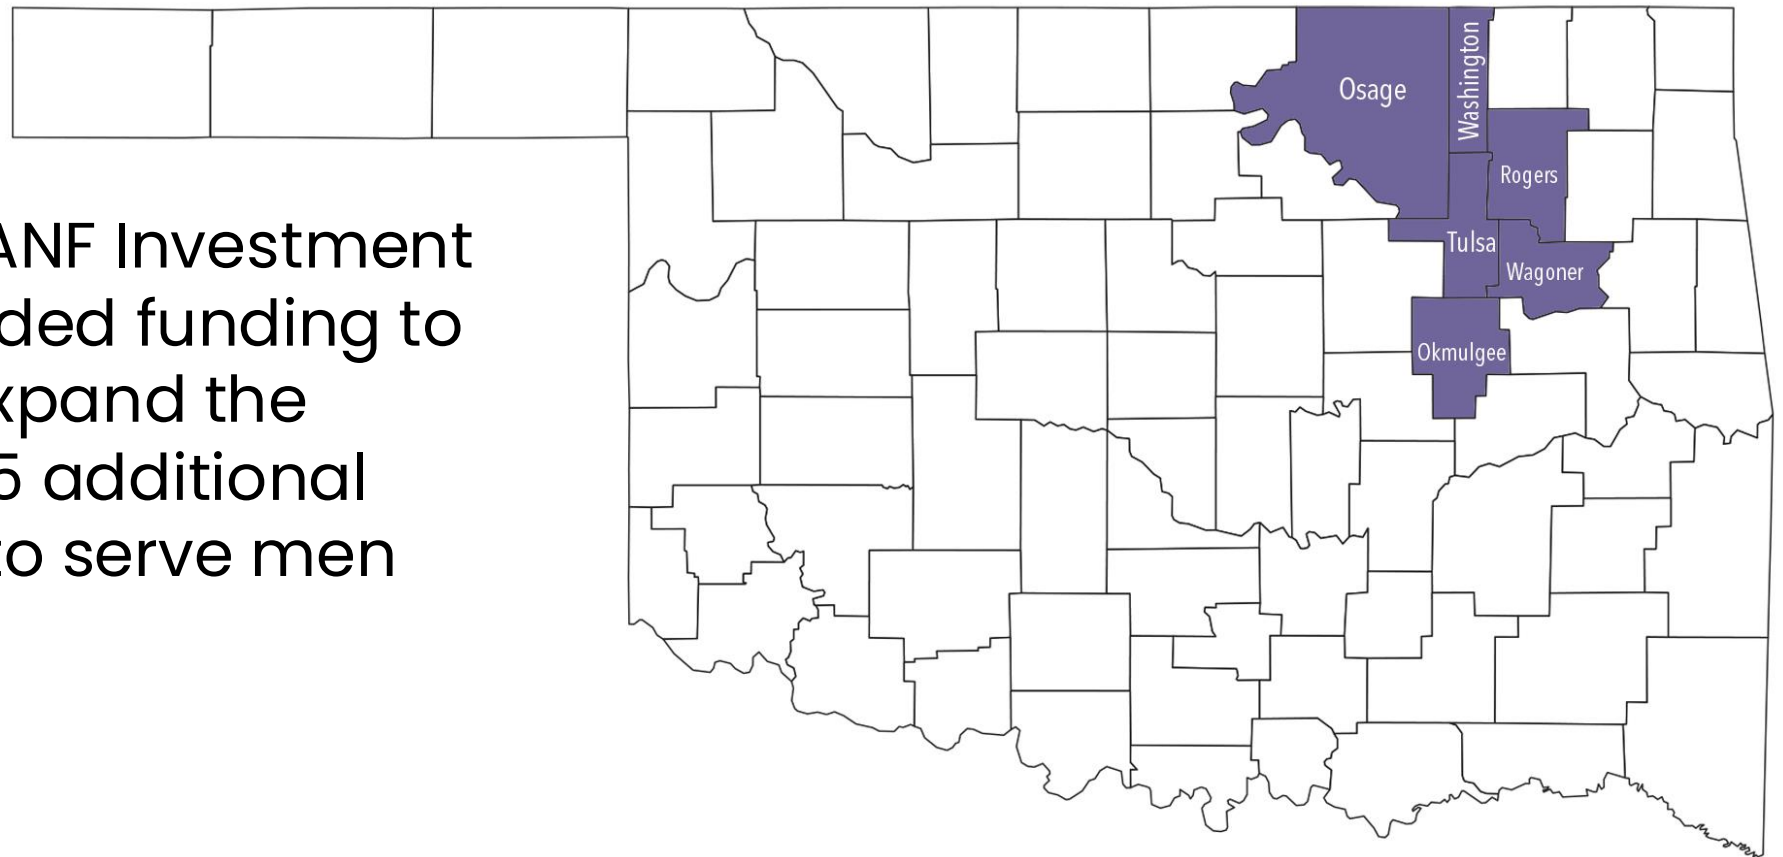 ANF Investment
ded funding to
xpand the
5 additional
to serve men
Osage
Washington
Rogers
Tulsa
Wagoner
Okmulgee